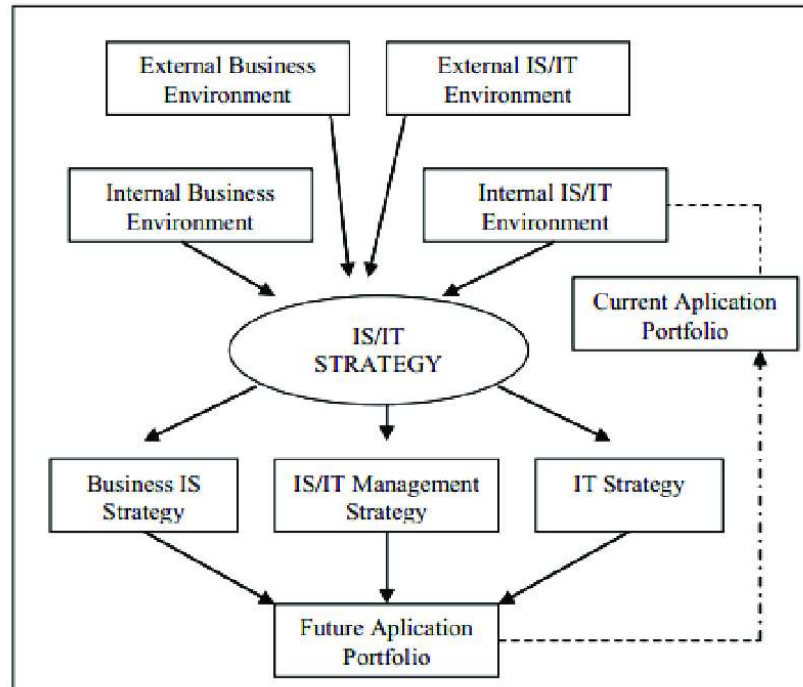 External Business
Environment
External IS/IT
Environment
Internal Business
Environment
Internal IS/IT
Environment
Current Aplication
Portfolio
IS/IT
STRATEGY
Business IS
Strategy
IS/IT Management
Strategy
IT Strategy
Future Aplication
Portfolio